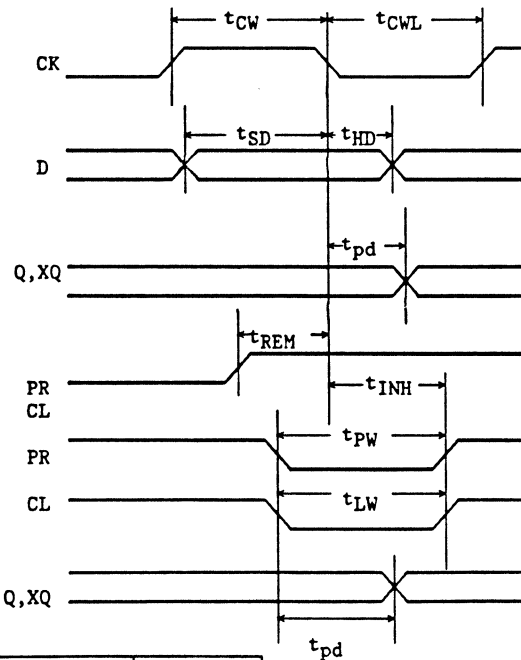 tCW
tCWL
CK
tSD
tHD
D
tpd
Q,XQ
tREM
PR
CL
tINH
PR
tPW
CL
tLW
Q,XQ
tpd